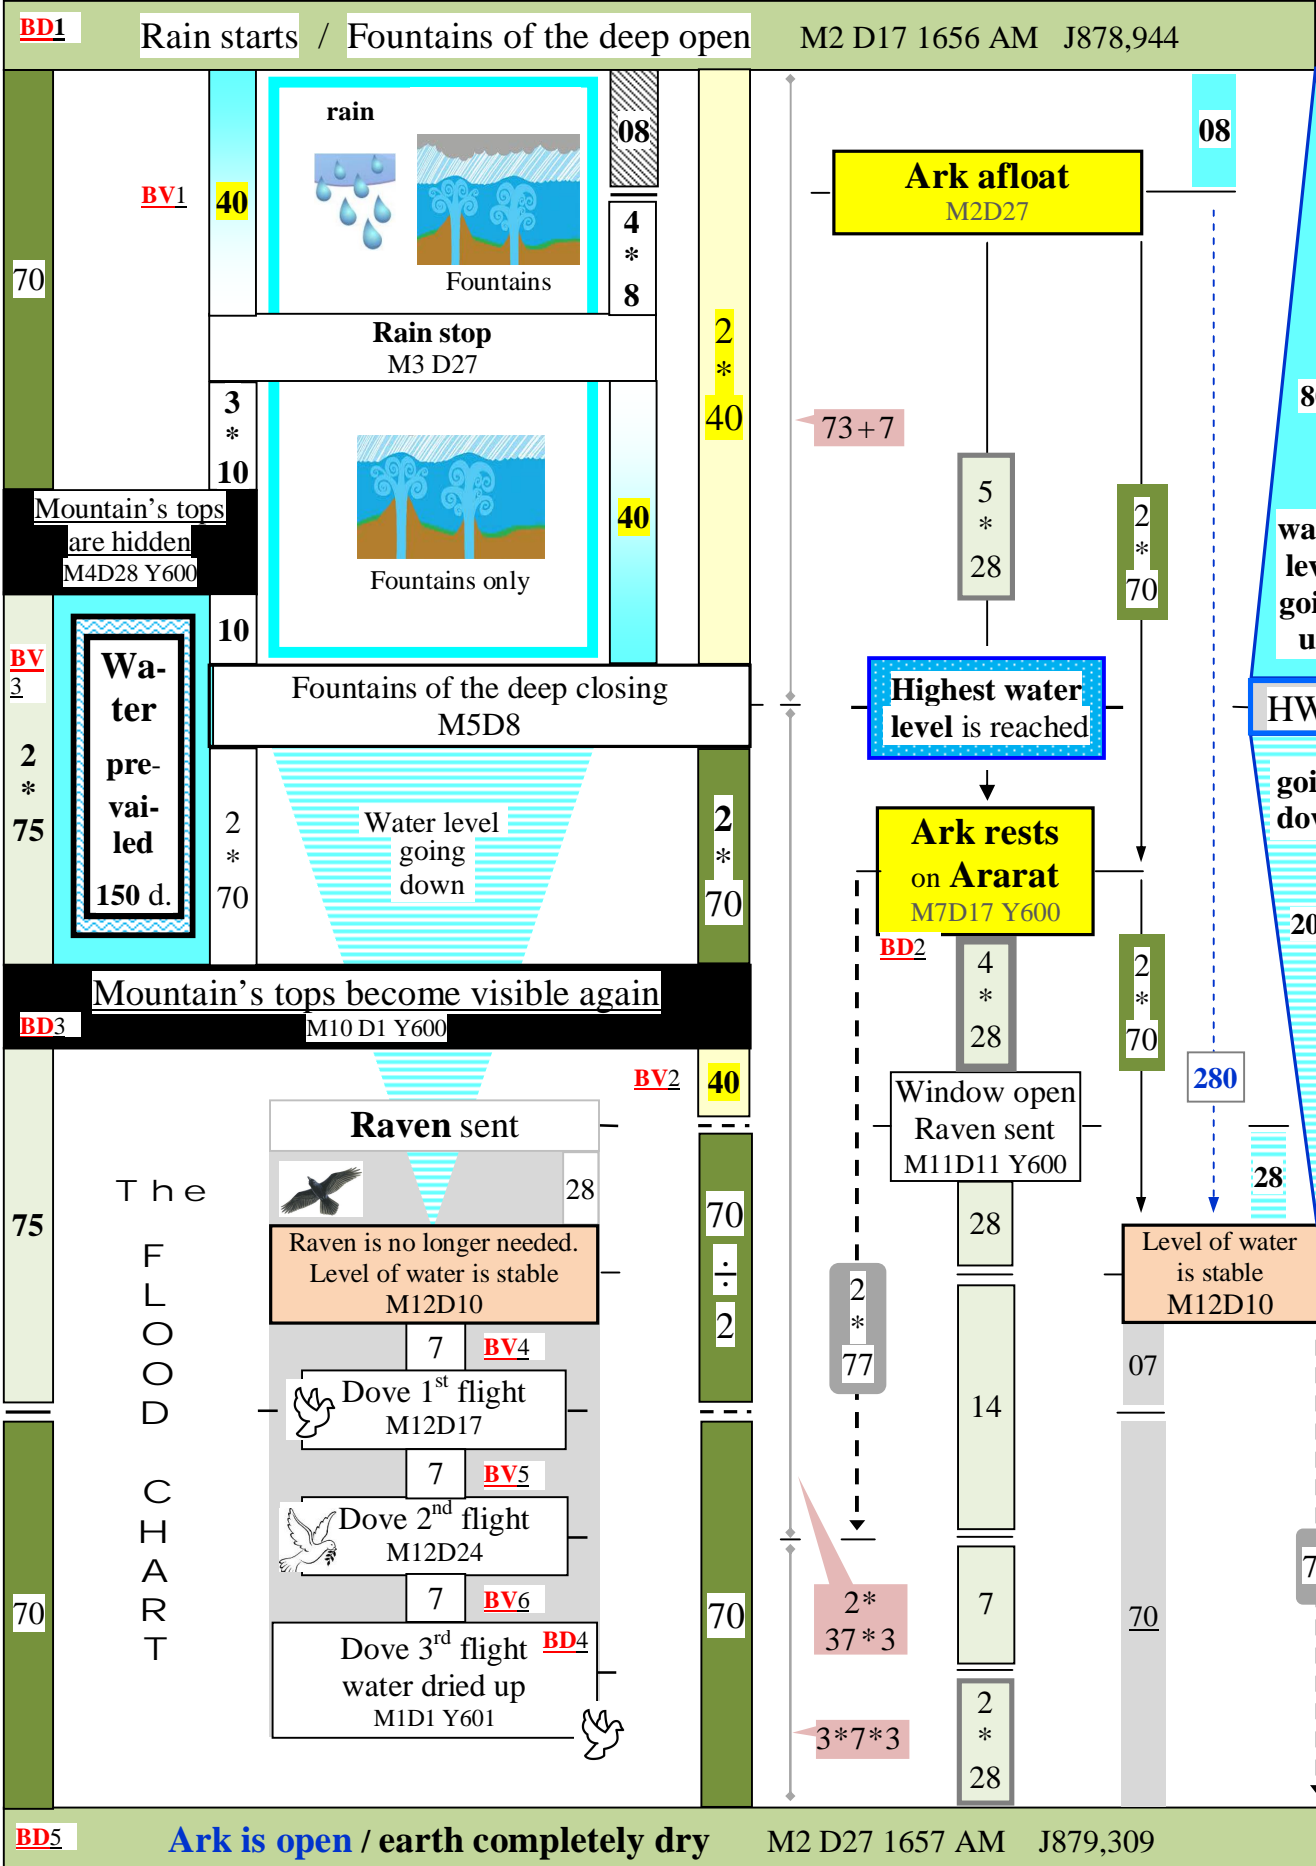 BD1 Rain starts / Fountains of the deep open M2 D17 1656 AM J878,944
70
BV1
40
rain
Fountains
08
4
*
8
Rain stop
M3 D27
3
*
10
Fountains only
40
2
*
40
Mountain's tops
are hidden
M4D28 Y600
BV
3
2
*
75
Wa-
ter
pre-
vai-
led
150 d.
10
Fountains of the deep closing
M5D8
2
*
70
Water level
going
down
2
*
70
Mountain's tops become visible again
BD3
M10 D1 Y600
75
BV2
40
Raven sent
28
Raven is no longer needed.
Level of water is stable
M12D10
70
÷
2
7
BV4
Dove 1st flight
M12D17
7
BV5
Dove 2nd flight
M12D24
7
BV6
Dove 3rd flight
BD4
water dried up
M1D1 Y601
70
70
The
FLOOD
CHART
73+7
2*
37*3
3*7*3
Ark afloat
M2D27
08
5
*
28
2
*
70
Highest water
level is reached
Ark rests
on Ararat
M7D17 Y600
BD2
4
*
28
2
*
70
280
Window open
Raven sent
M11D11 Y600
28
28
Level of water
is stable
M12D10
2
*
77
14
07
7
70
2
*
28
8
wa
lev
goi
u
HW
goi
dov
20
7
BD5 Ark is open / earth completely dry M2 D27 1657 AM J879,309